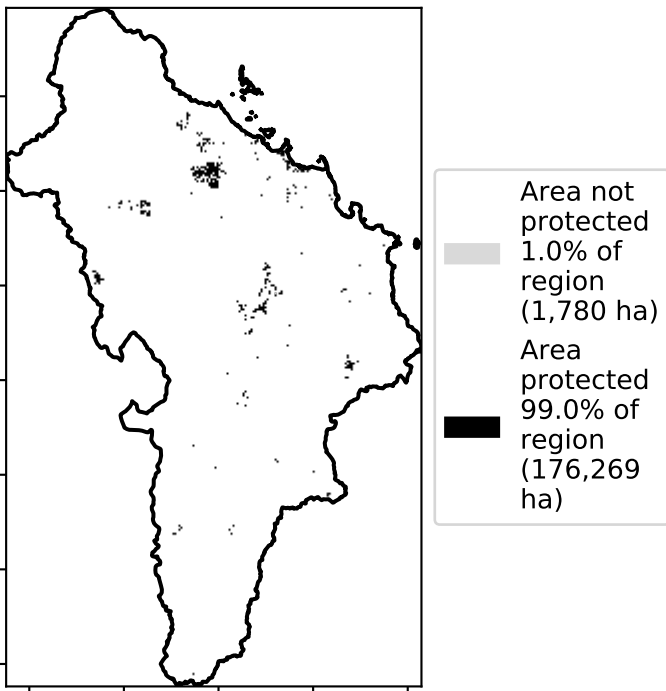 Area not
protected
1.0% of
region
(1,780 ha)
Area
protected
99.0% of
region
(176,269
ha)